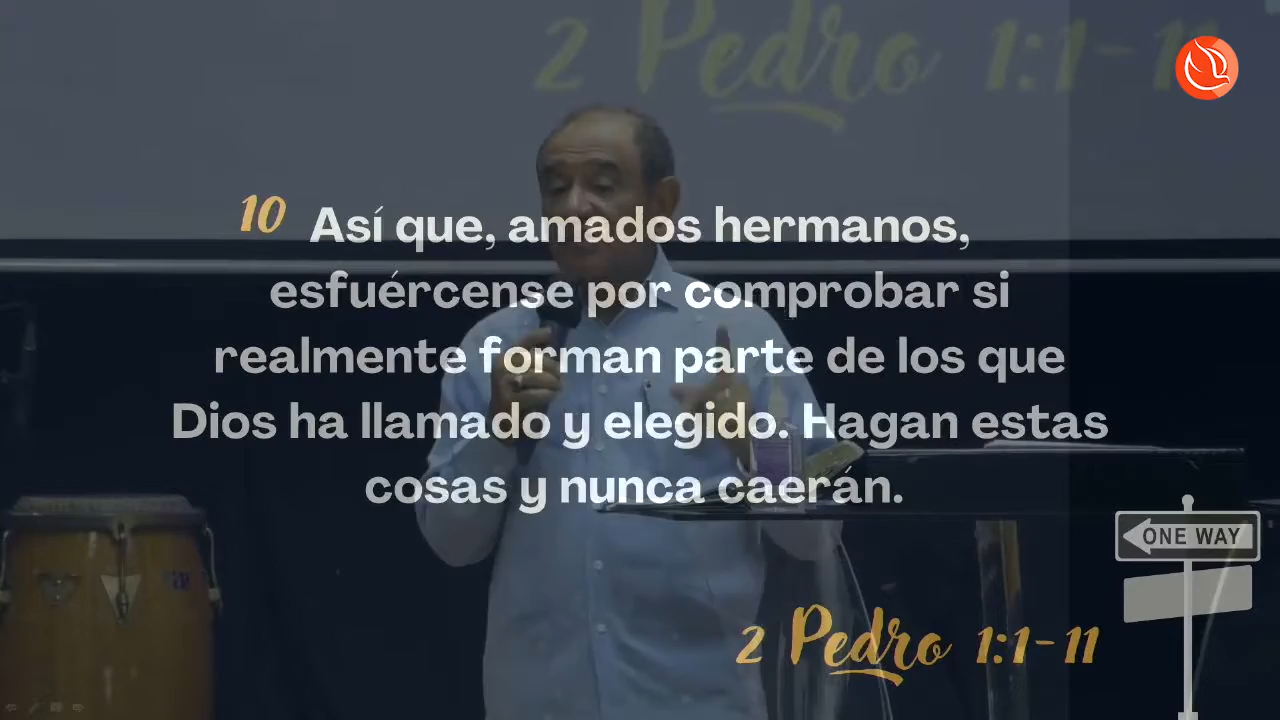 2 Pedro 1:1-11
10 Así que, amados hermanos,
esfuércense por comprobar si
realmente forman parte de los que
Dios ha llamado y elegido. Hagan estas
cosas y nunca caerán.
ONE WAY
2 Pedro 1:1-11